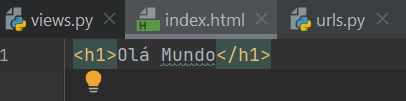 views.py index.html urls.py
1 <h1>Olá Mundo</h1>